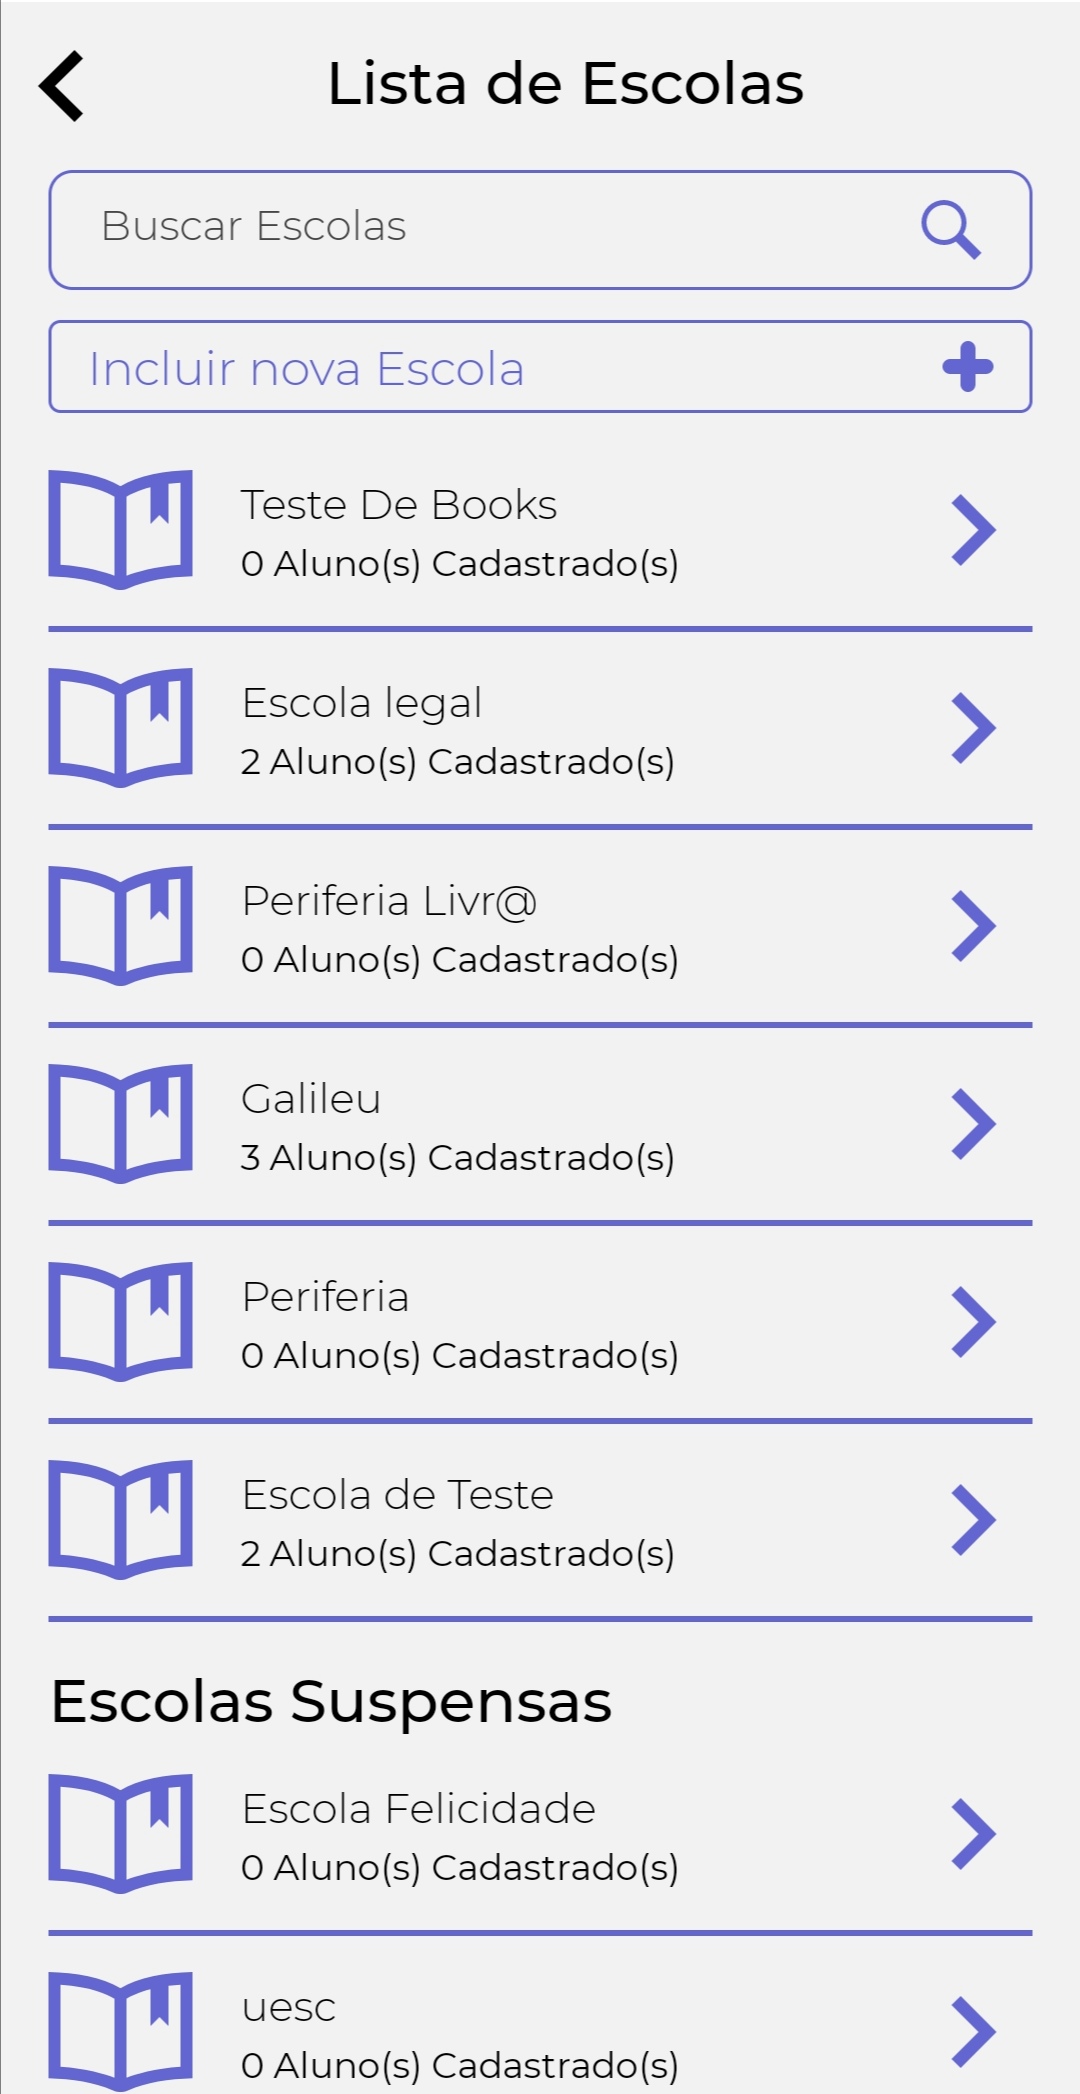 Lista de Escolas
Buscar Escolas
Incluir nova Escola
Teste De Books
0 Aluno(s) Cadastrado(s)
Escola legal
2 Aluno(s) Cadastrado(s)
Periferia Livr@
0 Aluno(s) Cadastrado(s)
Galileu
3 Aluno(s) Cadastrado(s)
Periferia
0 Aluno(s) Cadastrado(s)
Escola de Teste
2 Aluno(s) Cadastrado(s)
Escolas Suspensas
Escola Felicidade
0 Aluno(s) Cadastrado(s)
uesc
0 Aluno(s) Cadastrado(s)